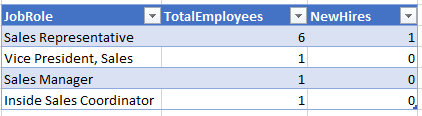 JobRole TotalEmployees NewHires
Sales Representative 6 1
Vice President, Sales 1 0
Sales Manager 1 0
Inside Sales Coordinator 1 0